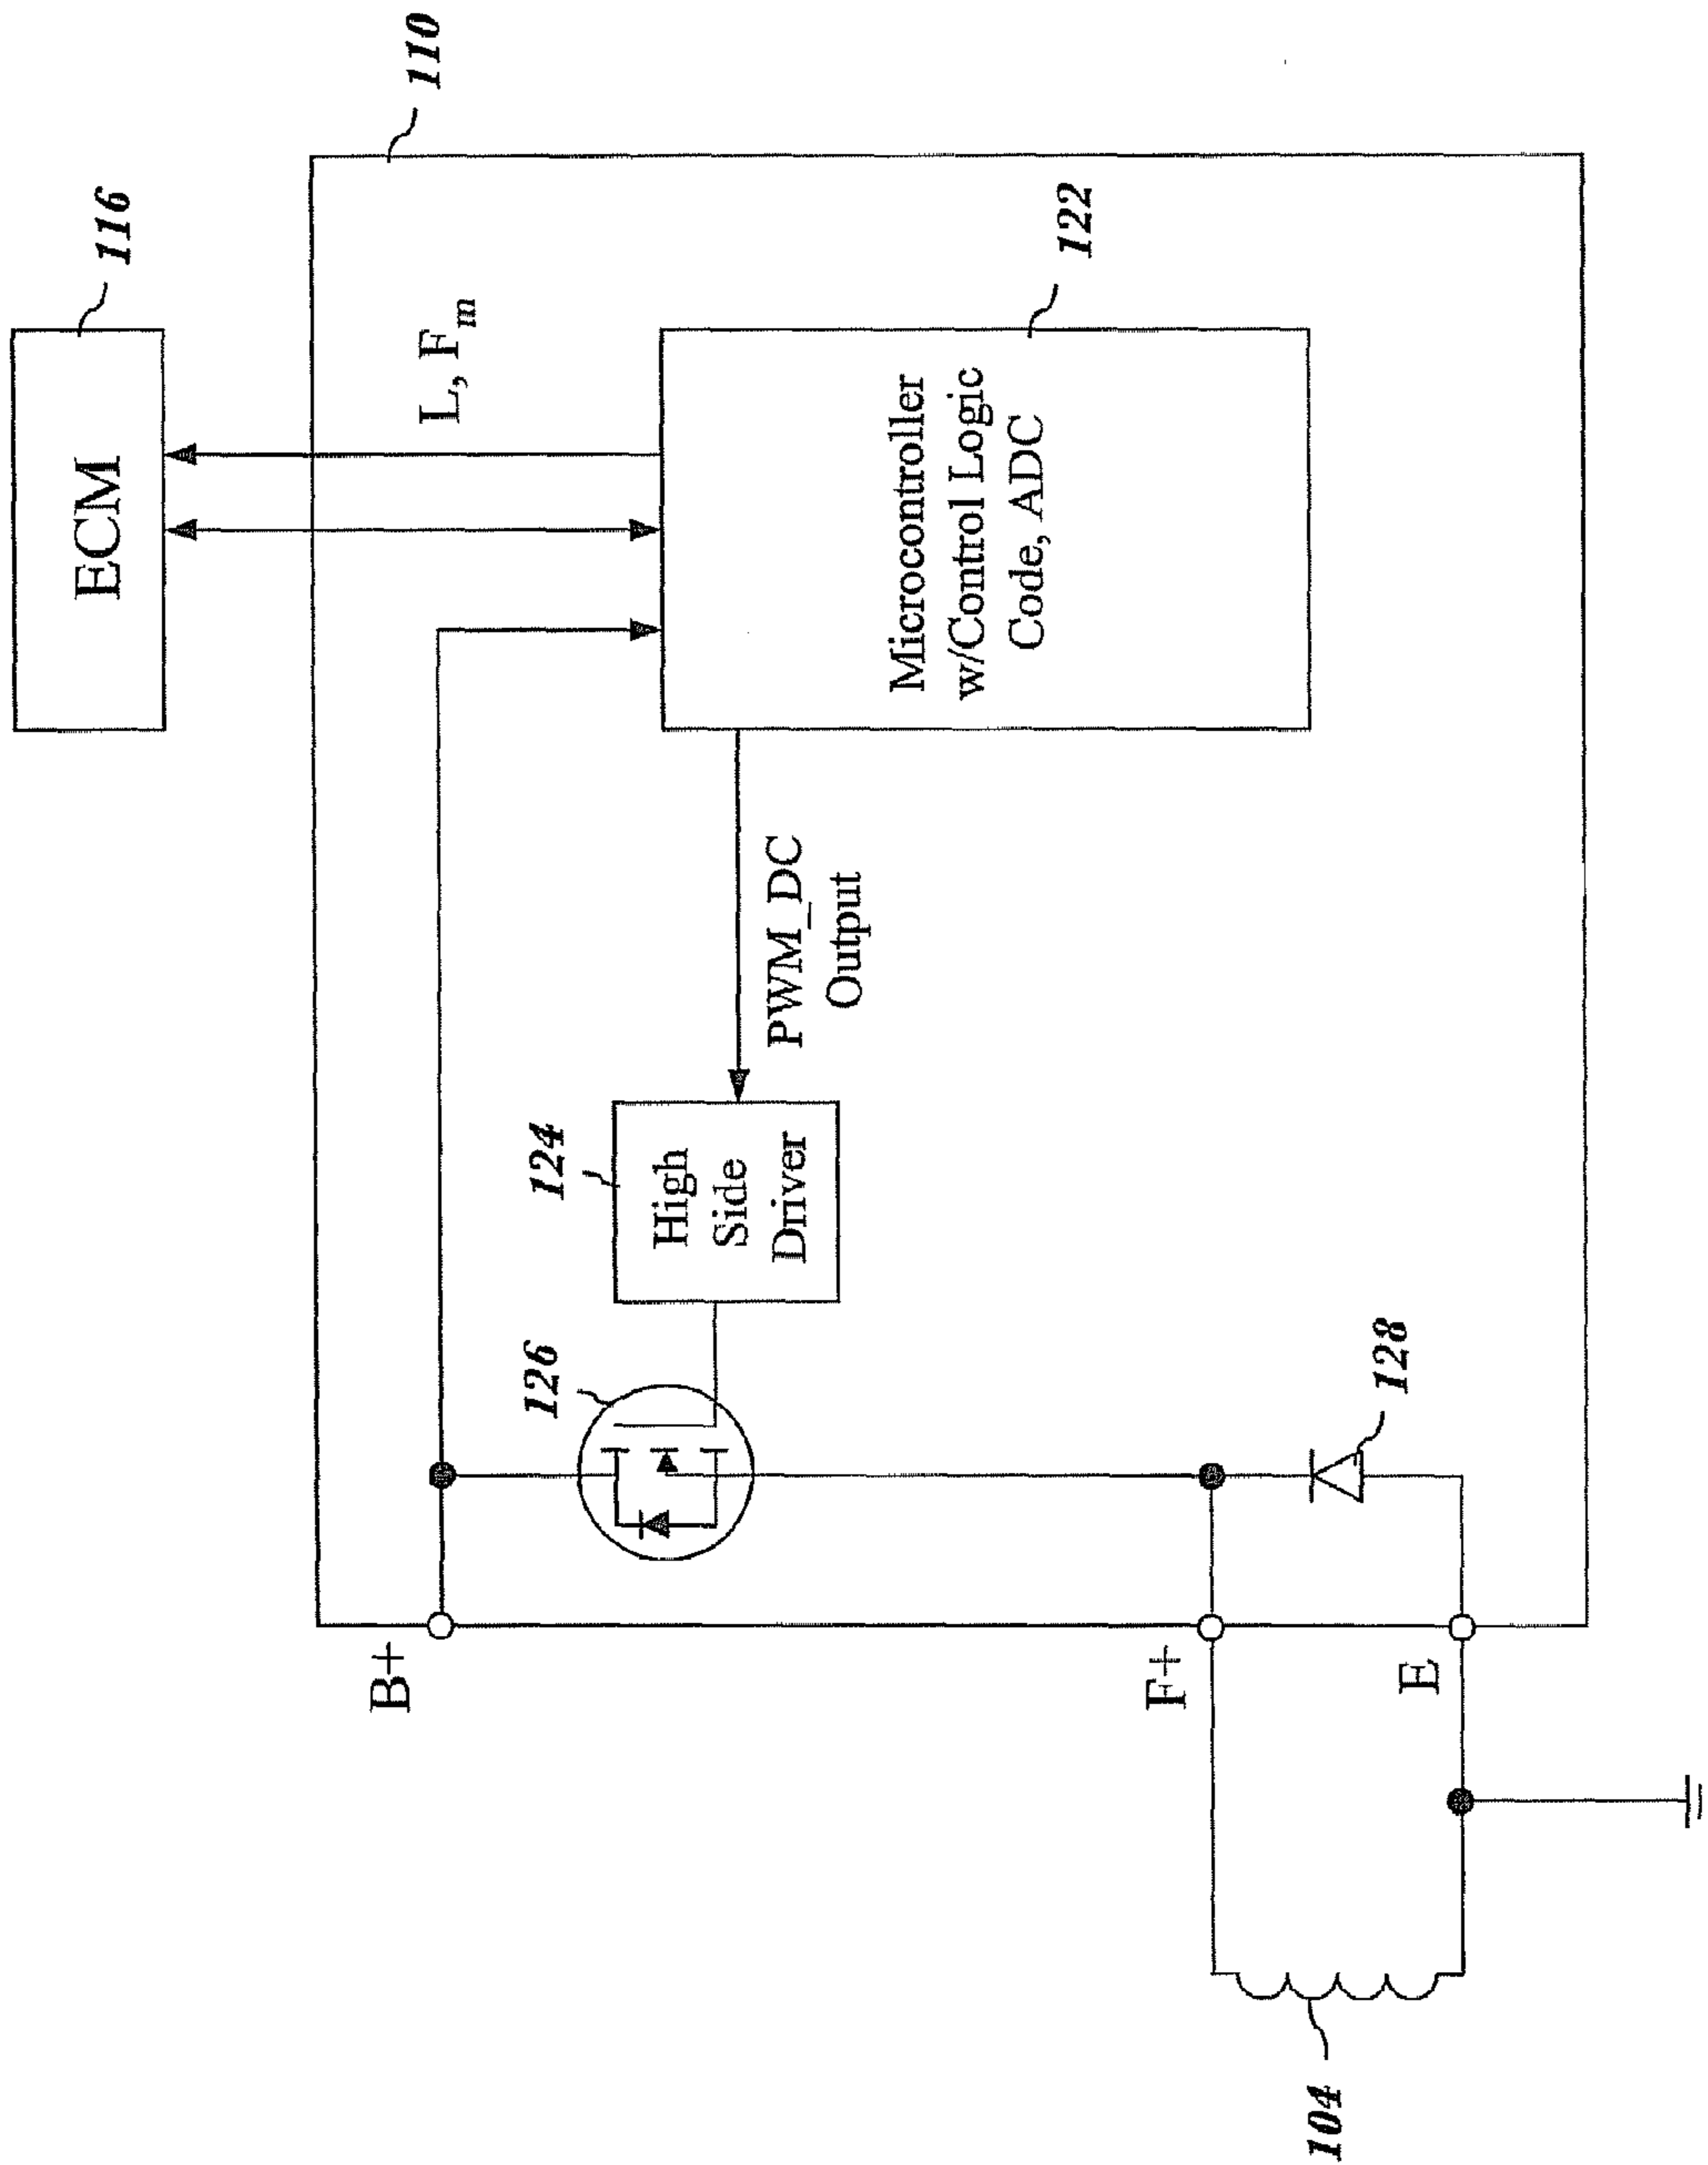 110
116
ECM
L, Fm
122
Microcontroller
w/Control Logic
Code, ADC
PWM_DC
Output
124
High
Side
Driver
126
128
B+
F+
E
104